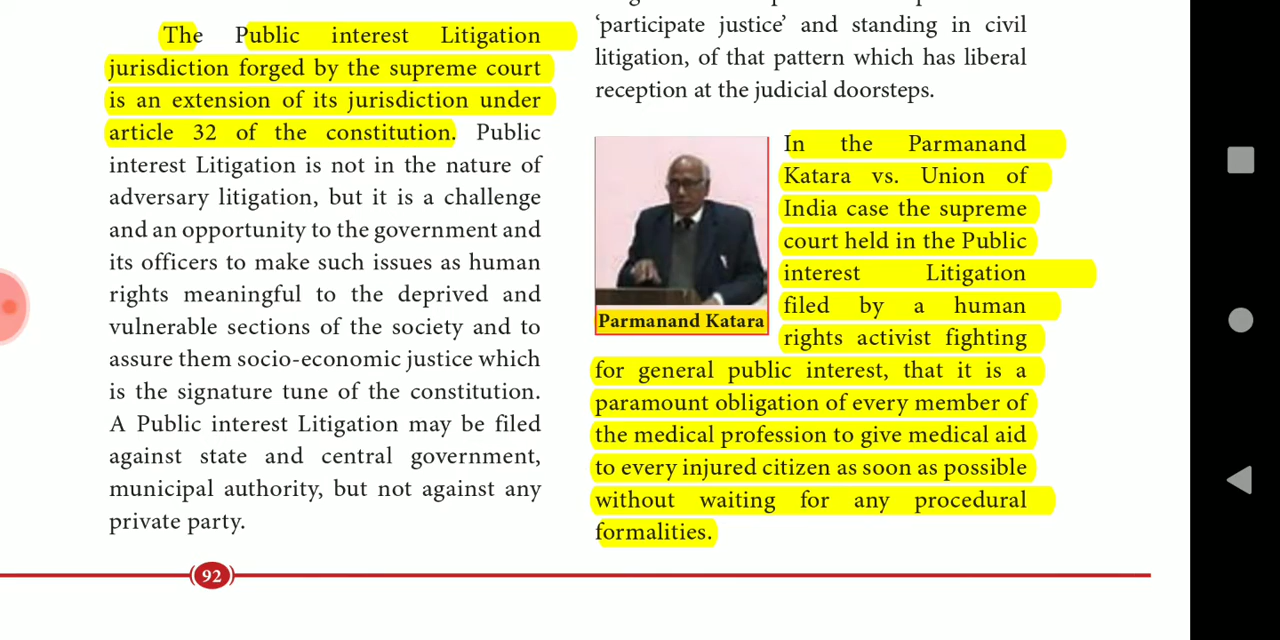 The Public interest Litigation
jurisdiction forged by the supreme court
is an extension of its jurisdiction under
article 32 of the constitution. Public
interest Litigation is not in the nature of
adversary litigation, but it is a challenge
and an opportunity to the government and
its officers to make such issues as human
rights meaningful to the deprived and
vulnerable sections of the society and to
assure them socio-economic justice which
is the signature tune of the constitution.
A Public interest Litigation may be filed
against state and central government,
municipal authority, but not against any
private party.
‘participate justice’ and standing in civil
litigation, of that pattern which has liberal
reception at the judicial doorsteps.
In the Parmanand
Katara vs. Union of
India case the supreme
court held in the Public
interest Litigation
filed by a human
rights activist fighting
Parmanand Katara
for general public interest, that it is a
paramount obligation of every member of
the medical profession to give medical aid
to every injured citizen as soon as possible
without waiting for any procedural
formalities.
92